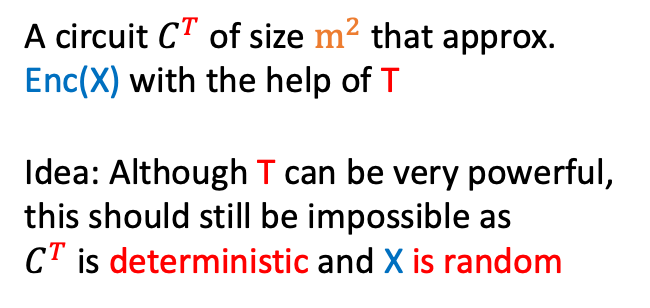 A circuit C^T of size m² that approx.
Enc(X) with the help of T
Idea: Although T can be very powerful,
this should still be impossible as
C^T is deterministic and X is random